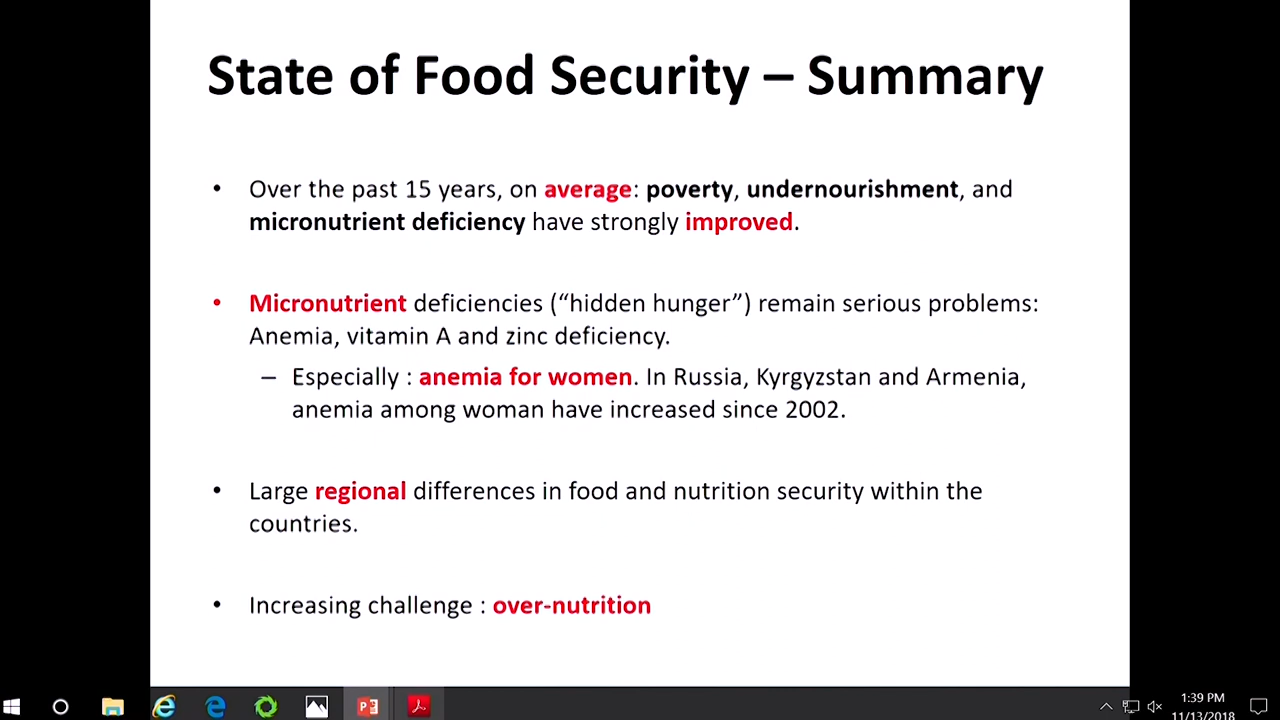 State of Food Security – Summary
• Over the past 15 years, on average: poverty, undernourishment, and
micronutrient deficiency have strongly improved.
• Micronutrient deficiencies (“hidden hunger”) remain serious problems:
Anemia, vitamin A and zinc deficiency.
– Especially : anemia for women. In Russia, Kyrgyzstan and Armenia,
anemia among woman have increased since 2002.
• Large regional differences in food and nutrition security within the
countries.
• Increasing challenge : over-nutrition
1:39 PM
11/13/2018